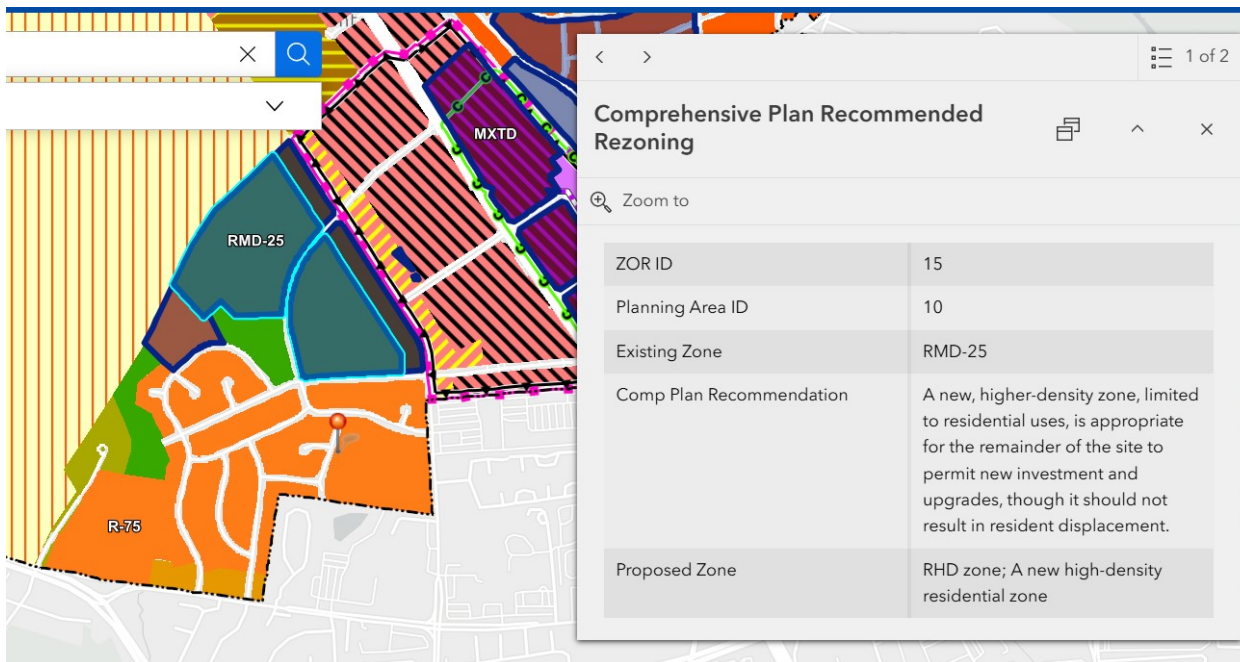 MXTD
RMD-25
R-75
1 of 2
Comprehensive Plan Recommended
Rezoning
Zoom to
ZOR ID 15
Planning Area ID 10
Existing Zone RMD-25
Comp Plan Recommendation A new, higher-density zone, limited
to residential uses, is appropriate
for the remainder of the site to
permit new investment and
upgrades, though it should not
result in resident displacement.
Proposed Zone RHD zone; A new high-density
residential zone